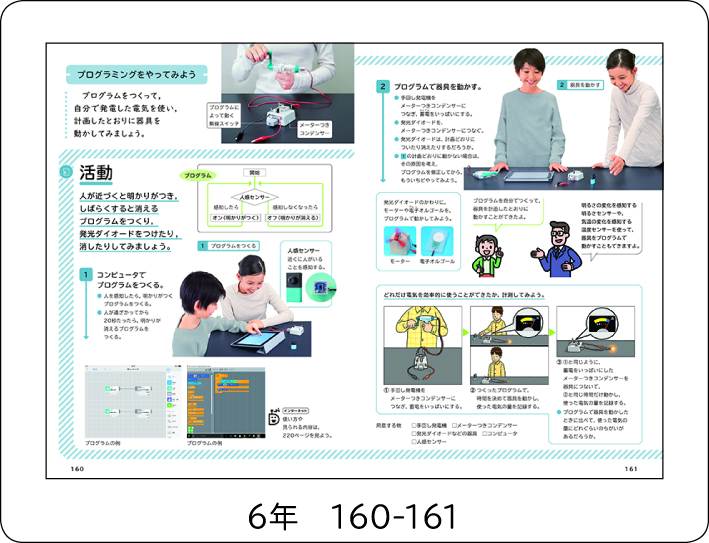 プログラミングをやってみよう
プログラムをつくって，
自分で発電した電気を使い，
計画したとおりに器具を
動かしてみましょう。
プログラムに
よって動く
無線スイッチ
メーターつき
コンデンサー
活動
人が近づくと明かりがつき，
しばらくすると消える
プログラムをつくり，
発光ダイオードをつけたり，
消したりしてみましょう。
プログラム
開始
人感センサー
感知したら
感知しなくなったら
オン（明かりがつく）
オフ（明かりが消える）
1 プログラムをつくる
人感センサー
近くに人がいる
ことを感知する。
1 コンピュータで
プログラムをつくる。
● 人を感知したら，明かりがつく
プログラムをつくる。
● 人が遠ざかってから
20秒たったら，明かりが
消えるプログラムを
つくる。
プログラムの例
プログラムの例
インターネット
使い方や
見られる内容は，
220ページを見よう。
160
2 プログラムで器具を動かす。
● 手回し発電機を
メーターつきコンデンサーに
つなぎ，蓄電をいっぱいにする。
● 発光ダイオードを，
メーターつきコンデンサーにつなぐ。
● 発光ダイオードは，計画どおりに
ついたり消えたりするだろうか。
● 1の計画どおりに動かない場合は，
その原因を考え，
プログラムを修正してから，
もういちどやってみよう。
2 器具を動かす
発光ダイオードのかわりに，
モーターや電子オルゴールを，
プログラムで動かしてみよう。
モーター
電子オルゴール
プログラムを自分でつくって，
器具を計画したとおりに
動かすことができたよ。
明るさの変化を感知する
明るさセンサーや，
気温の変化を感知する
温度センサーを使って，
器具をプログラムで
動かすこともできますよ。
どれだけ電気を効率的に使うことができたか，計測してみよう。
① 手回し発電機を
メーターつきコンデンサーに
つなぎ，蓄電をいっぱいにする。
② つくったプログラムで，
時間を決めて器具を動かし，
使った電気の量を記録する。
③ ①と同じように，
蓄電をいっぱいにした
メーターつきコンデンサーを
器具につないで，
②と同じ時間だけ動かし，
使った電気の量を記録する。
● プログラムで器具を動かした
ときに比べて，使った電気の
量にどれぐらいのちがいが
あるだろうか。
用意する物 □手回し発電機 □メーターつきコンデンサー
□発光ダイオードなどの器具 □コンピュータ
□人感センサー
161
6年 160-161